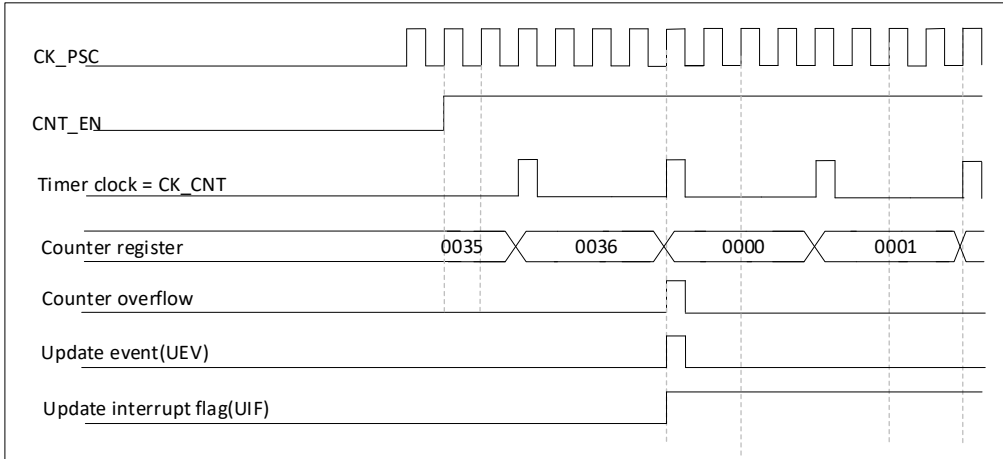 CK_PSC
CNT_EN
Timer clock = CK_CNT
Counter register 0035 0036 0000 0001
Counter overflow
Update event(UEV)
Update interrupt flag(UIF)